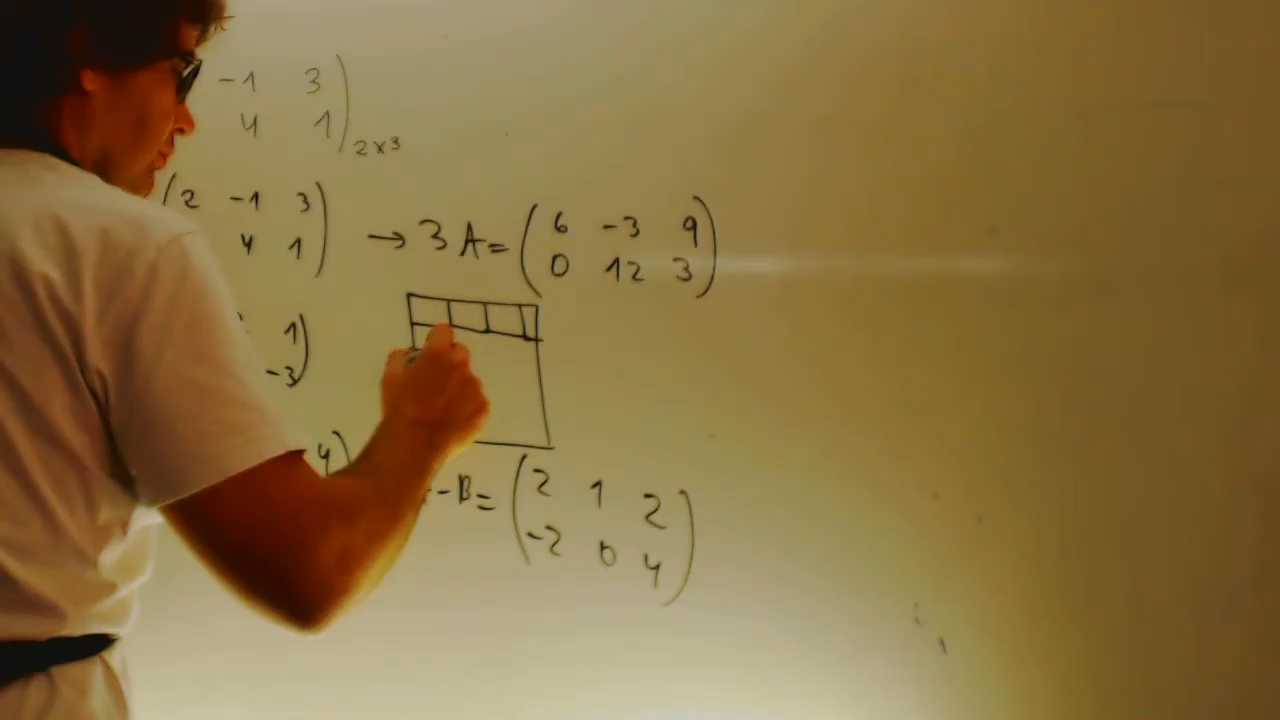 -1 3
4 1)2x3
(2 -1 3)
4 1
→ 3A = (6 -3 9
0 12 3)
1
-3
4)
-B = (2 1 2
-2 0 4)